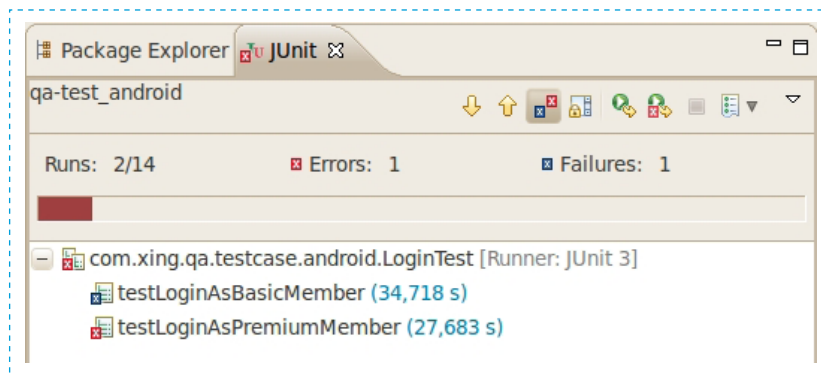 Package Explorer JUnit
qa-test_android
Runs: 2/14 Errors: 1 Failures: 1
com.xing.qa.testcase.android.LoginTest [Runner: JUnit 3]
testLoginAsBasicMember (34,718 s)
testLoginAsPremiumMember (27,683 s)